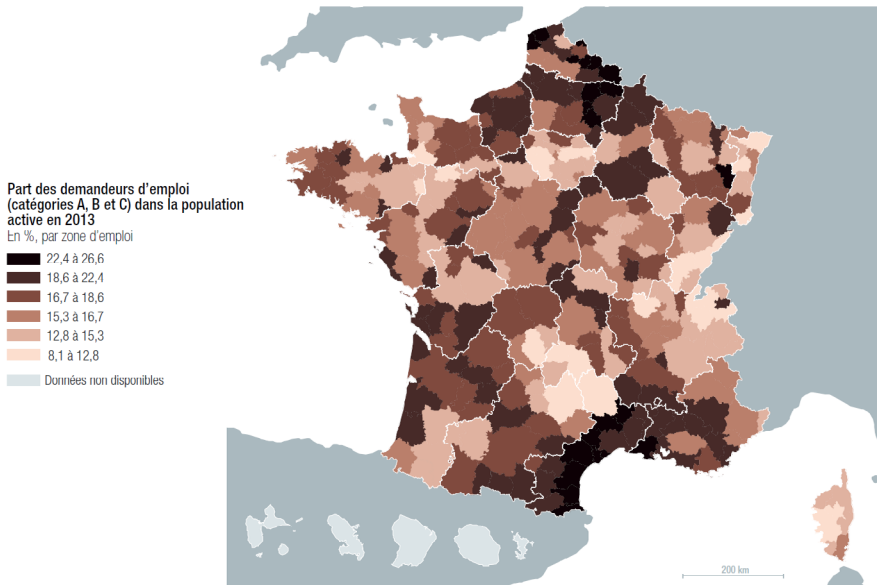 Part des demandeurs d'emploi
(catégories A, B et C) dans la population
active en 2013
En %, par zone d'emploi
22,4 à 26,6
18,6 à 22,4
16,7 à 18,6
15,3 à 16,7
12,8 à 15,3
8,1 à 12,8
Données non disponibles
200 km